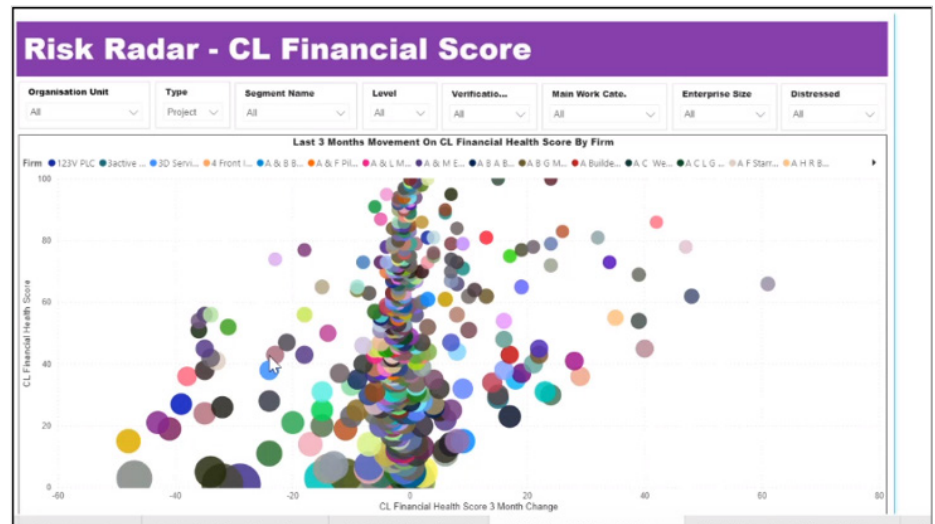 Risk Radar - CL Financial Score
Organisation Unit Type Segment Name Level Verificatio... Main Work Cate. Enterprise Size Distressed
All Project All All All All All All
Last 3 Months Movement On CL Financial Health Score By Firm
Firm 123V PLC 3active ... 3D Servi... 4 Front I... A & B B... A & F Pil... A & L M... A & M E... A B A B... A B G M... A Builde... A C We... A C L G ... A F Starr... A H R B...
100
80
60
40
20
0
CL Financial Health Score
-60 -40 -20 0 20 40 60 80
CL Financial Health Score 3 Month Change